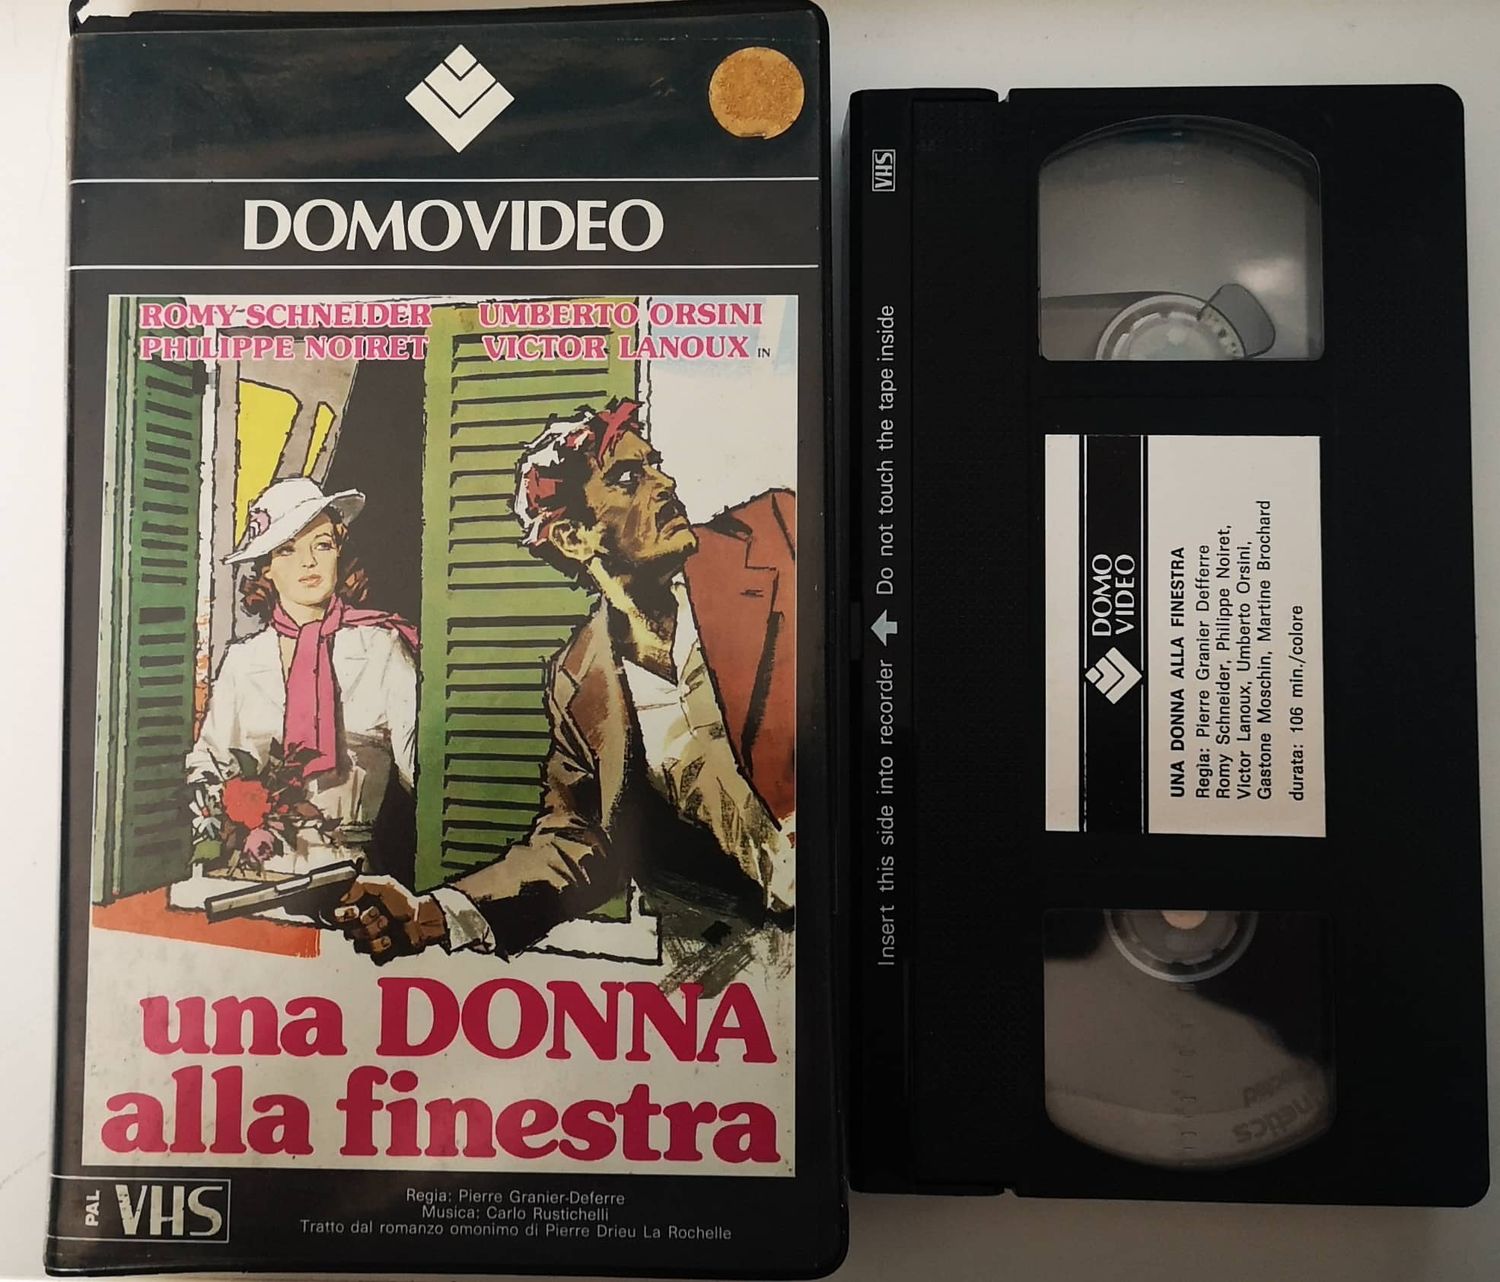 DOMOVIDEO
ROMY SCHNEIDER UMBERTO ORSINI
PHILIPPE NOIRET VICTOR LANOUX IN
una DONNA
alla finestra
PAL VHS
Regia: Pierre Granier-Deferre
Musica: Carlo Rustichelli
Tratto dal romanzo omonimo di Pierre Drieu La Rochelle
VHS
Insert this side into recorder Do not touch the tape inside
DOMO
VIDEO
UNA DONNA ALLA FINESTRA
Regia: Pierre Granier Defferre
Romy Schneider, Philippe Noiret,
Victor Lanoux, Umberto Orsini,
Gastone Moschin, Martine Brochard
durata: 106 min./colore